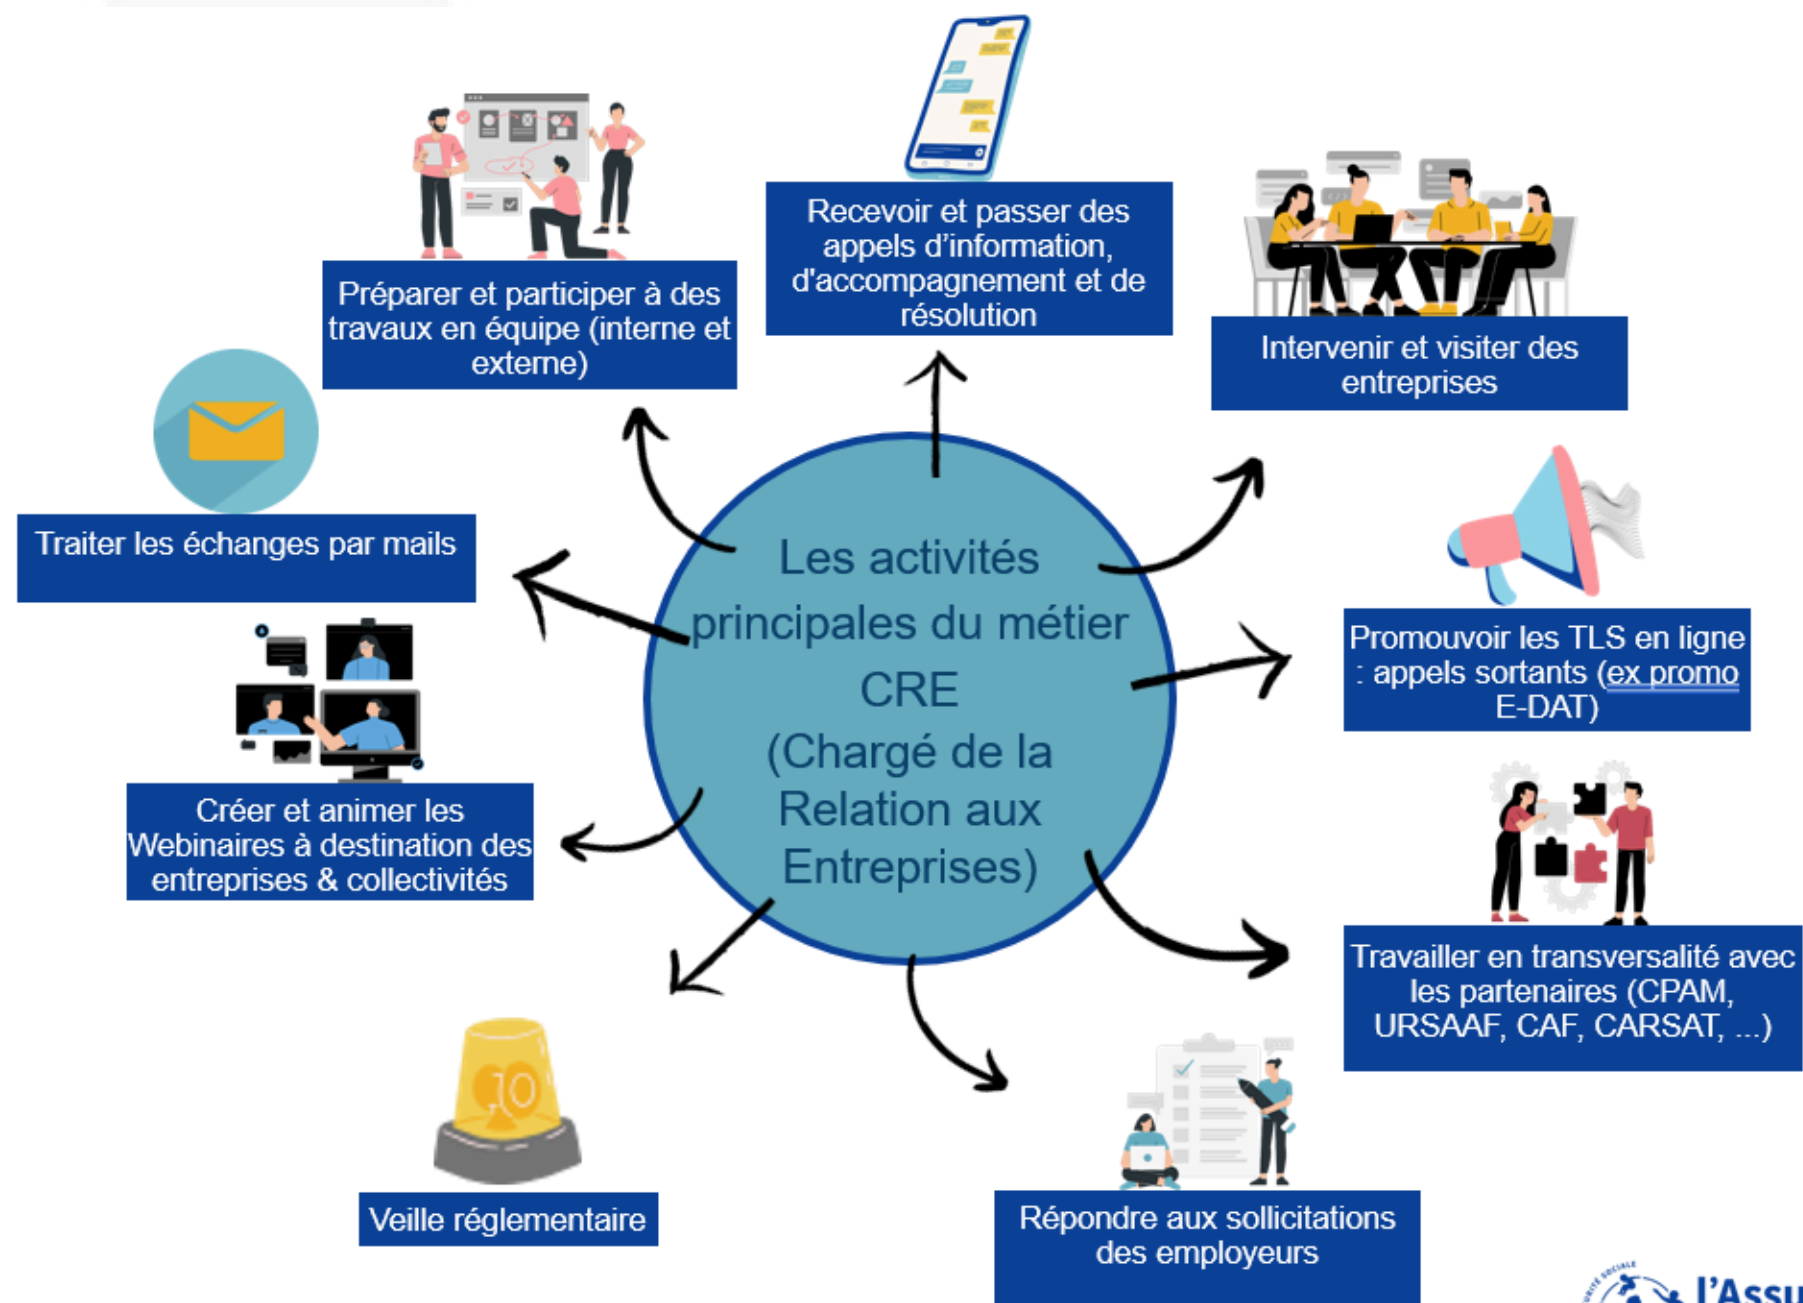 Les activités
principales du métier
CRE
(Chargé de la
Relation aux
Entreprises)
Recevoir et passer des
appels d'information,
d'accompagnement et de
résolution
Intervenir et visiter des
entreprises
Promouvoir les TLS en ligne
: appels sortants (ex promo
E-DAT)
Travailler en transversalité avec
les partenaires (CPAM,
URSAAF, CAF, CARSAT, ...)
Répondre aux sollicitations
des employeurs
Veille réglementaire
Créer et animer les
Webinaires à destination des
entreprises & collectivités
Traiter les échanges par mails
Préparer et participer à des
travaux en équipe (interne et
externe)
SOCIALE
l'Assu